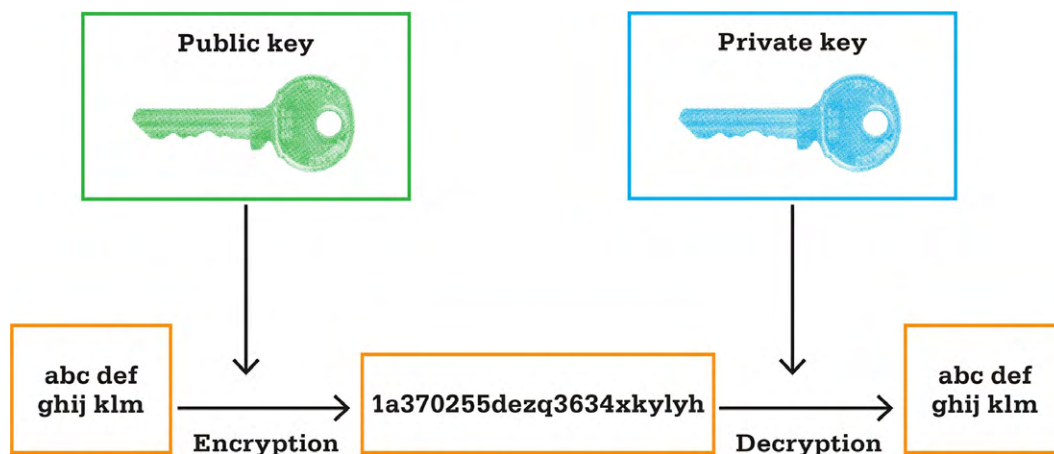 Public key
Private key
abc def
ghij klm
Encryption
1a370255dezq3634xkylyh
Decryption
abc def
ghij klm